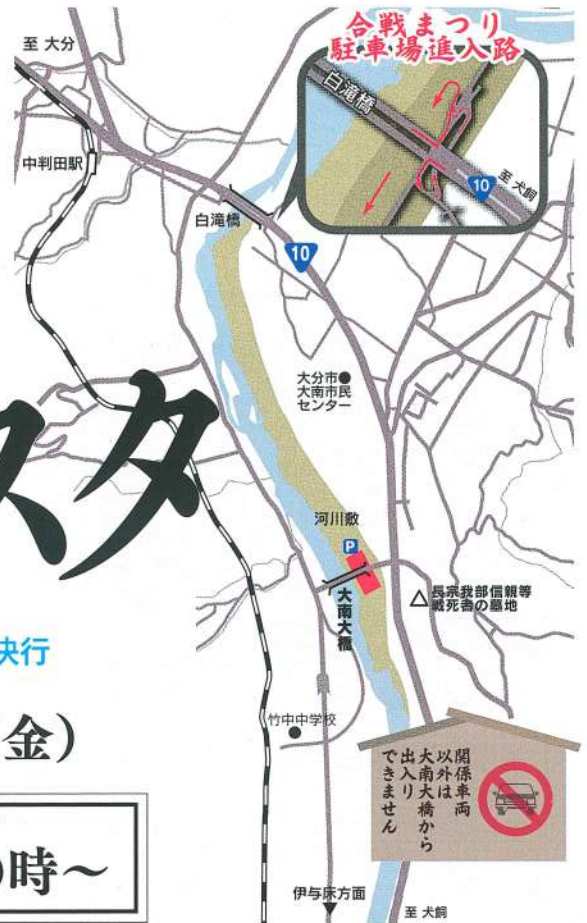 合戦まつり
駐車場進入路
至 大分
白滝橋
10
至 犬飼
中判田駅
白滝橋
10
大分市
大南市民
センター
スタ
河川敷
P
大南大橋
長宗我部信親等
戦死者の墓地
決行
金）
竹中中学校
関係車両
以外は
大南大橋から
出入り
できません
時～
伊与床方面
至 犬飼